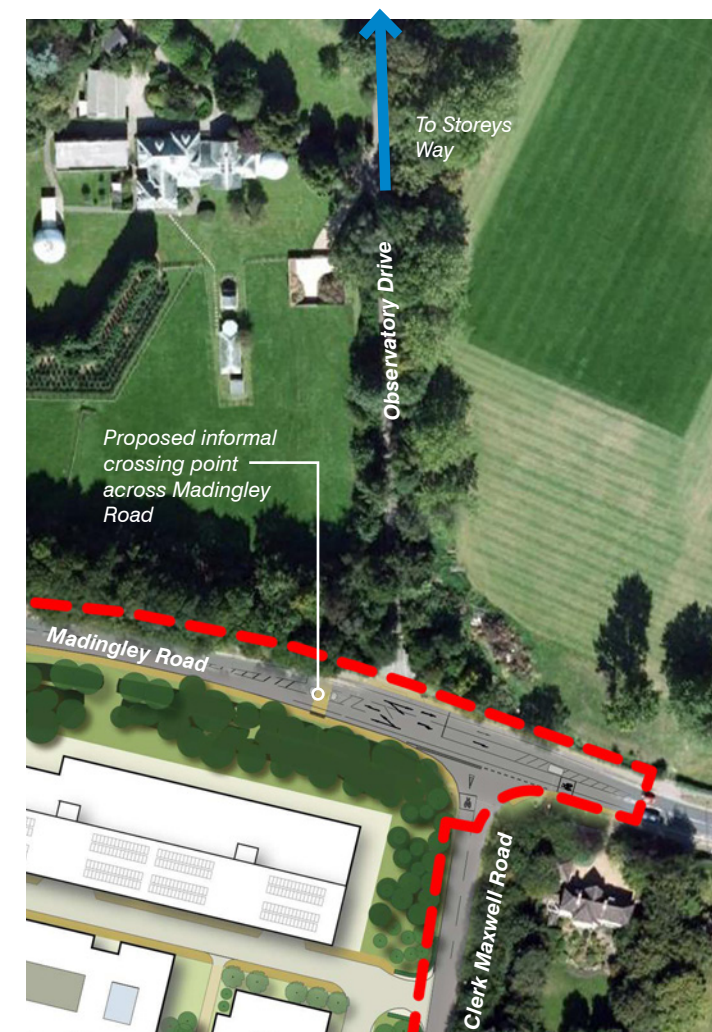 To Storeys
Way
Observatory Drive
Proposed informal
crossing point
across Madingley
Road
Madingley Road
Clerk Maxwell Road